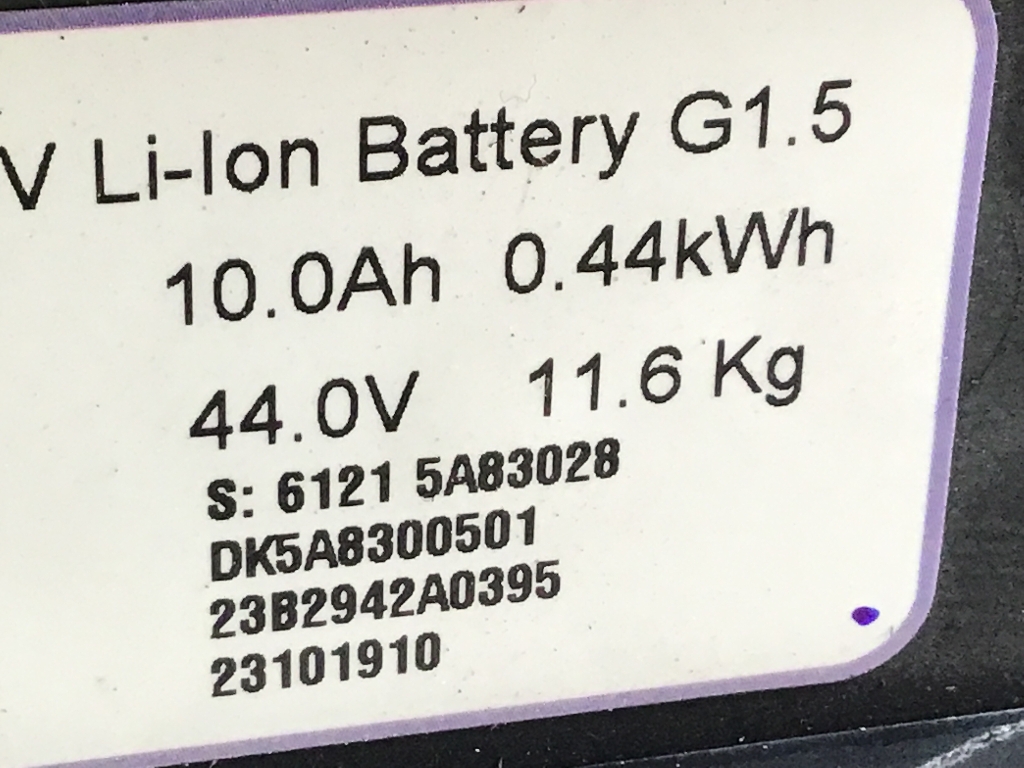 V Li-Ion Battery G1.5
10.0Ah 0.44kWh
44.0V 11.6 Kg
S: 6121 5A83028
DK5A8300501
23B2942A0395
23101910